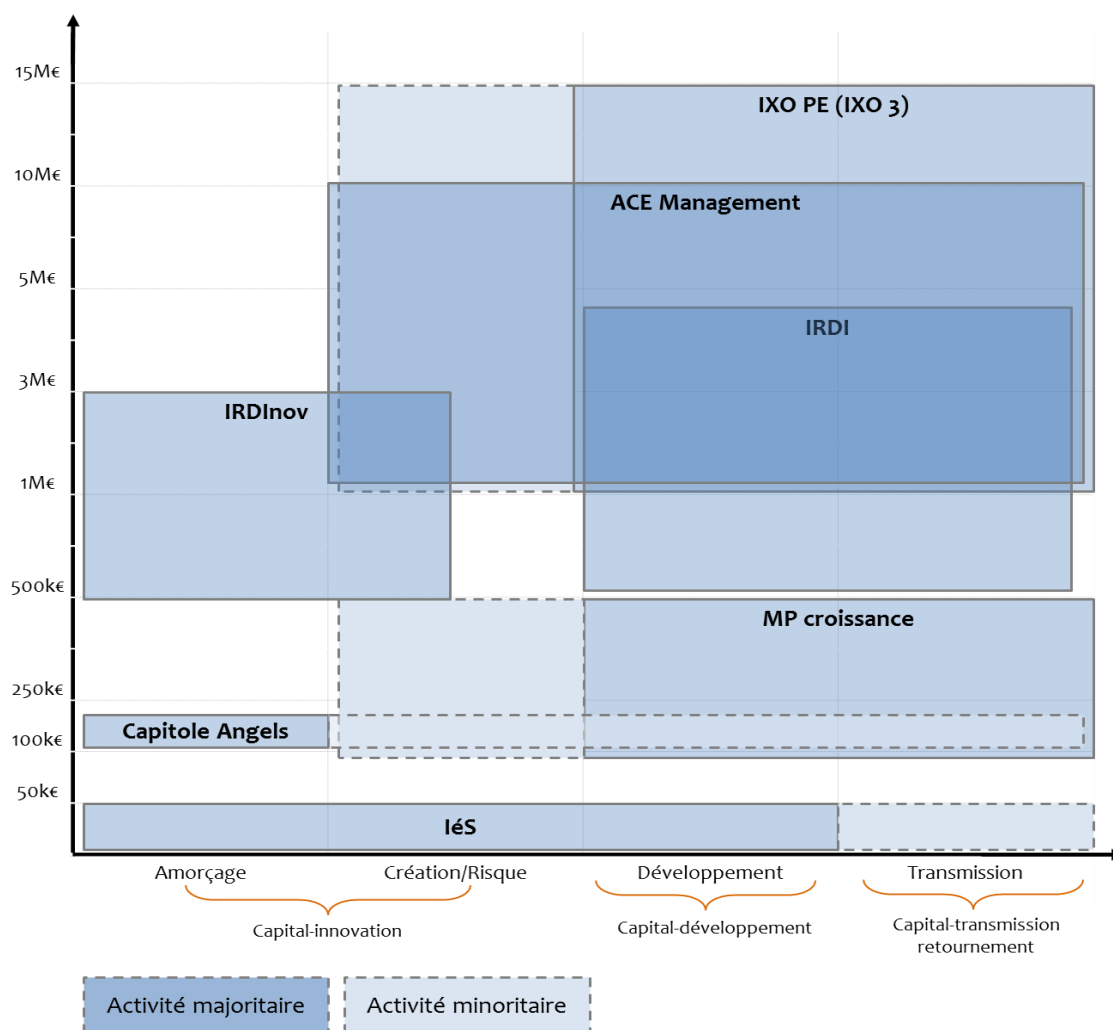 15M€
IXO PE (IXO 3)
10M€
ACE Management
5M€
IRDI
3M€
IRDInov
1M€
500k€
MP croissance
250k€
Capitole Angels
100k€
50k€
IéS
Amorçage
Création/Risque
Développement
Transmission
Capital-innovation
Capital-développement
Capital-transmission
retournement
Activité majoritaire
Activité minoritaire